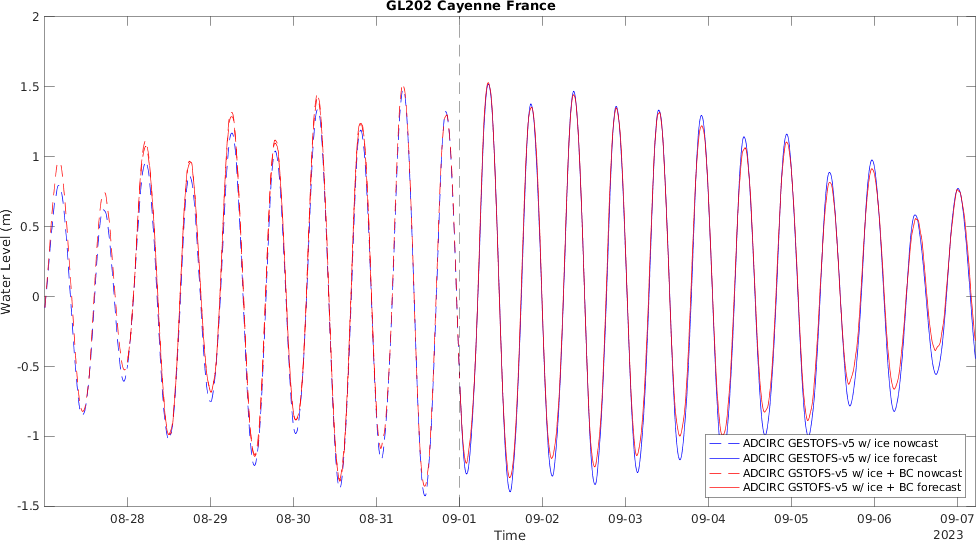 GL202 Cayenne France
2
1.5
1
0.5
0
-0.5
-1
-1.5
Water Level (m)
ADCIRC GESTOFS-v5 w/ ice nowcast
ADCIRC GESTOFS-v5 w/ ice forecast
ADCIRC GSTOFS-v5 w/ ice + BC nowcast
ADCIRC GSTOFS-v5 w/ ice + BC forecast
08-28 08-29 08-30 08-31 09-01 09-02 09-03 09-04 09-05 09-06 09-07
Time 2023